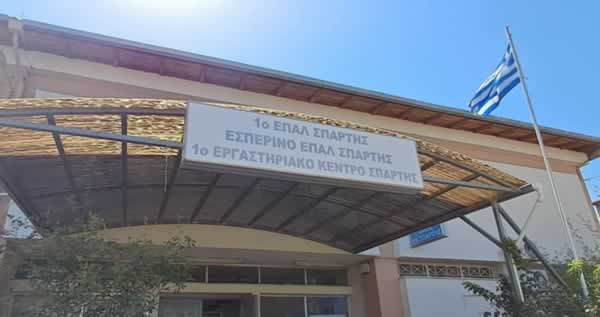 1ο ΕΠΑΛ ΣΠΑΡΤΗΣ
ΕΣΠΕΡΙΝΟ ΕΠΑΛ ΣΠΑΡΤΗΣ
1ο ΕΡΓΑΣΤΗΡΙΑΚΟ ΚΕΝΤΡΟ ΣΠΑΡΤΗΣ